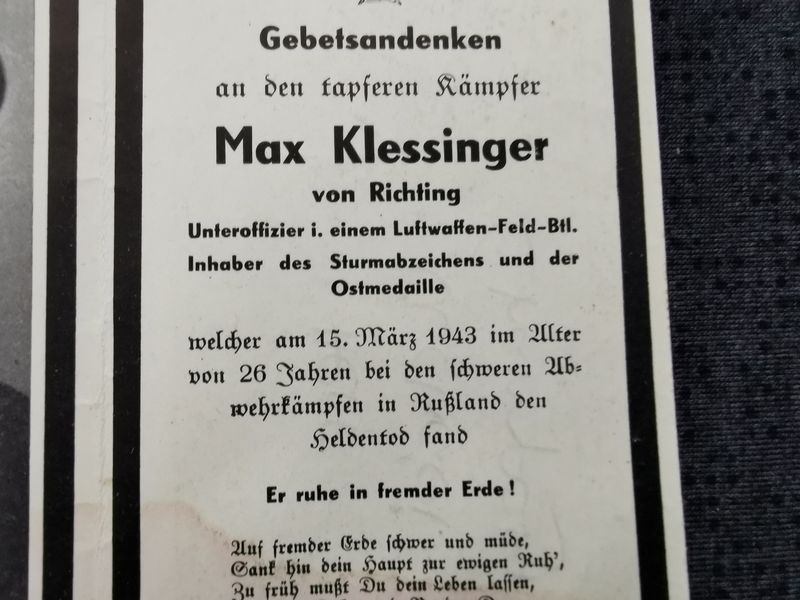 Gebetsandenken
an den tapferen Kämpfer
Max Klessinger
von Richting
Unteroffizier i. einem Luftwaffen-Feld-Btl.
Inhaber des Sturmabzeichens und der
Ostmedaille
welcher am 15. März 1943 im Alter
von 26 Jahren bei den schweren Ab-
wehrkämpfen in Rußland den
Heldentod fand
Er ruhe in fremder Erde!
Auf fremder Erde schwer und müde,
Sank hin dein Haupt zur ewigen Ruh',
Zu früh mußt Du dein Leben lassen,